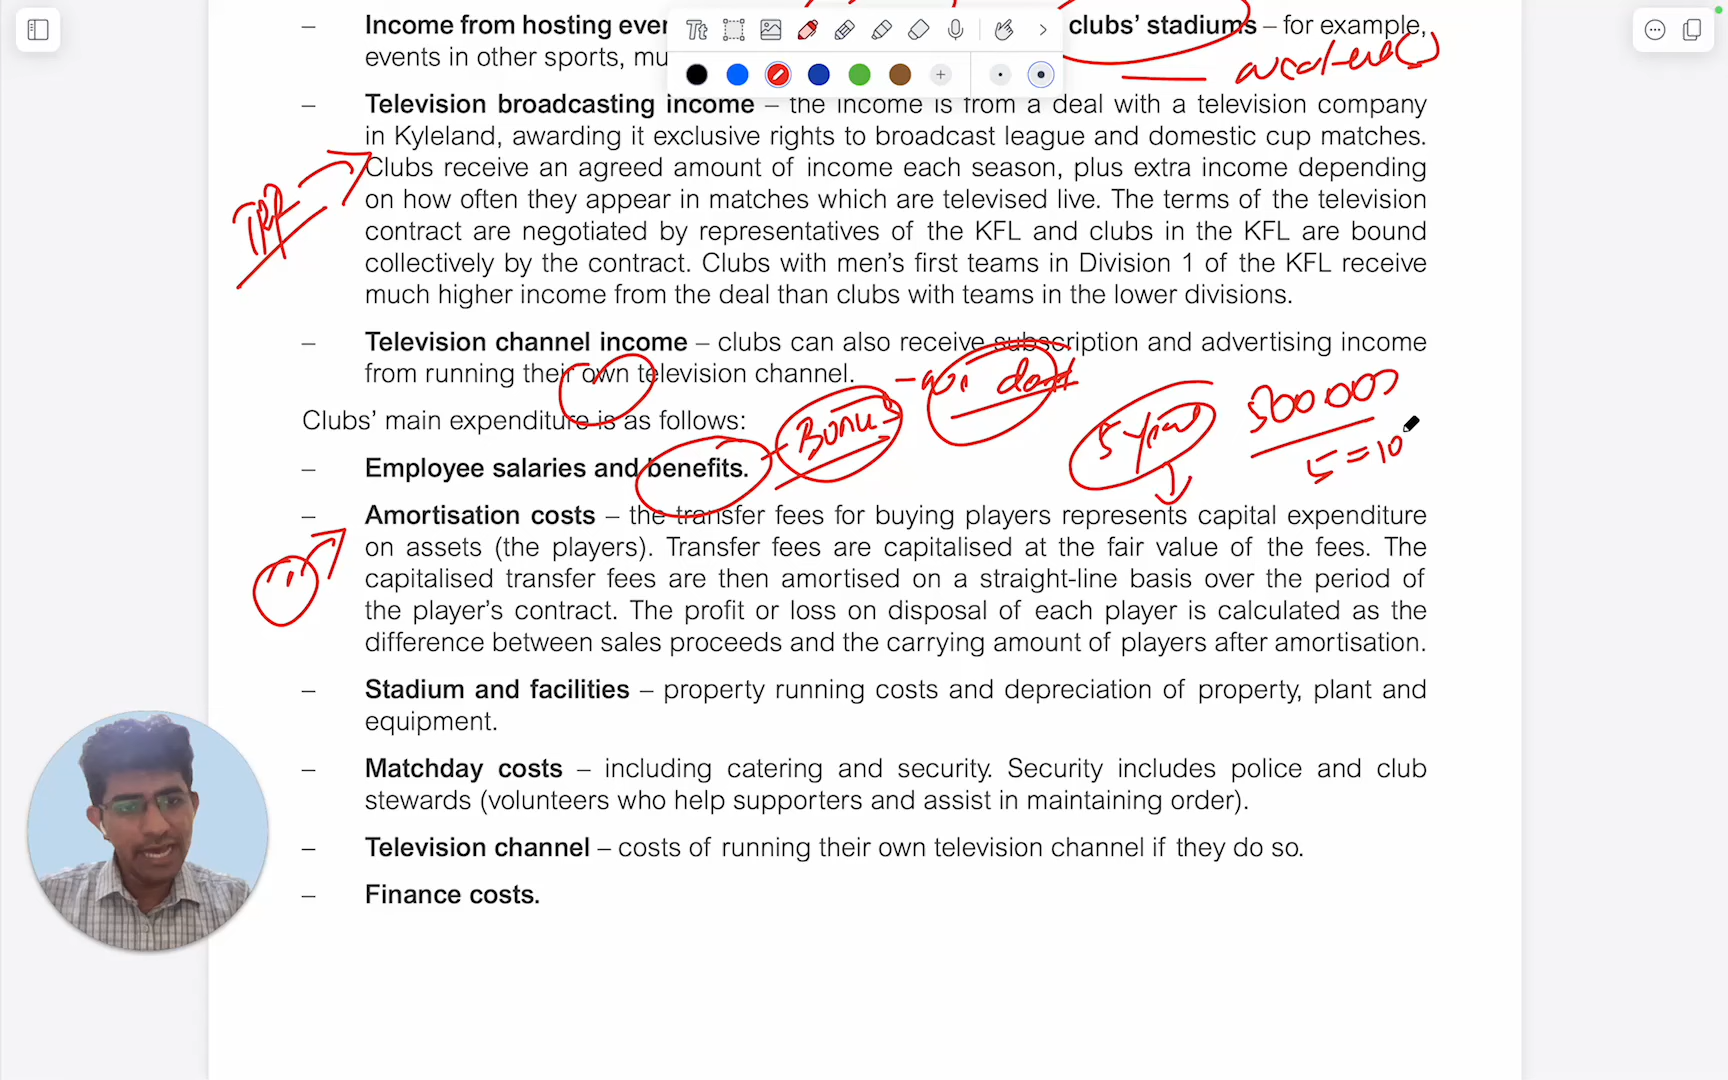 – Income from hosting even clubs' stadiums – for example,
events in other sports, mu
– Television broadcasting income – the income is from a deal with a television company
in Kyleland, awarding it exclusive rights to broadcast league and domestic cup matches.
Clubs receive an agreed amount of income each season, plus extra income depending
on how often they appear in matches which are televised live. The terms of the television
contract are negotiated by representatives of the KFL and clubs in the KFL are bound
collectively by the contract. Clubs with men's first teams in Division 1 of the KFL receive
much higher income from the deal than clubs with teams in the lower divisions.
TRP
– Television channel income – clubs can also receive subscription and advertising income
from running their own television channel.
Clubs' main expenditure is as follows:
Bonus
5 year
500000
5 = 10
– Employee salaries and benefits.
– Amortisation costs – the transfer fees for buying players represents capital expenditure
on assets (the players). Transfer fees are capitalised at the fair value of the fees. The
capitalised transfer fees are then amortised on a straight-line basis over the period of
the player's contract. The profit or loss on disposal of each player is calculated as the
difference between sales proceeds and the carrying amount of players after amortisation.
– Stadium and facilities – property running costs and depreciation of property, plant and
equipment.
– Matchday costs – including catering and security. Security includes police and club
stewards (volunteers who help supporters and assist in maintaining order).
– Television channel – costs of running their own television channel if they do so.
– Finance costs.